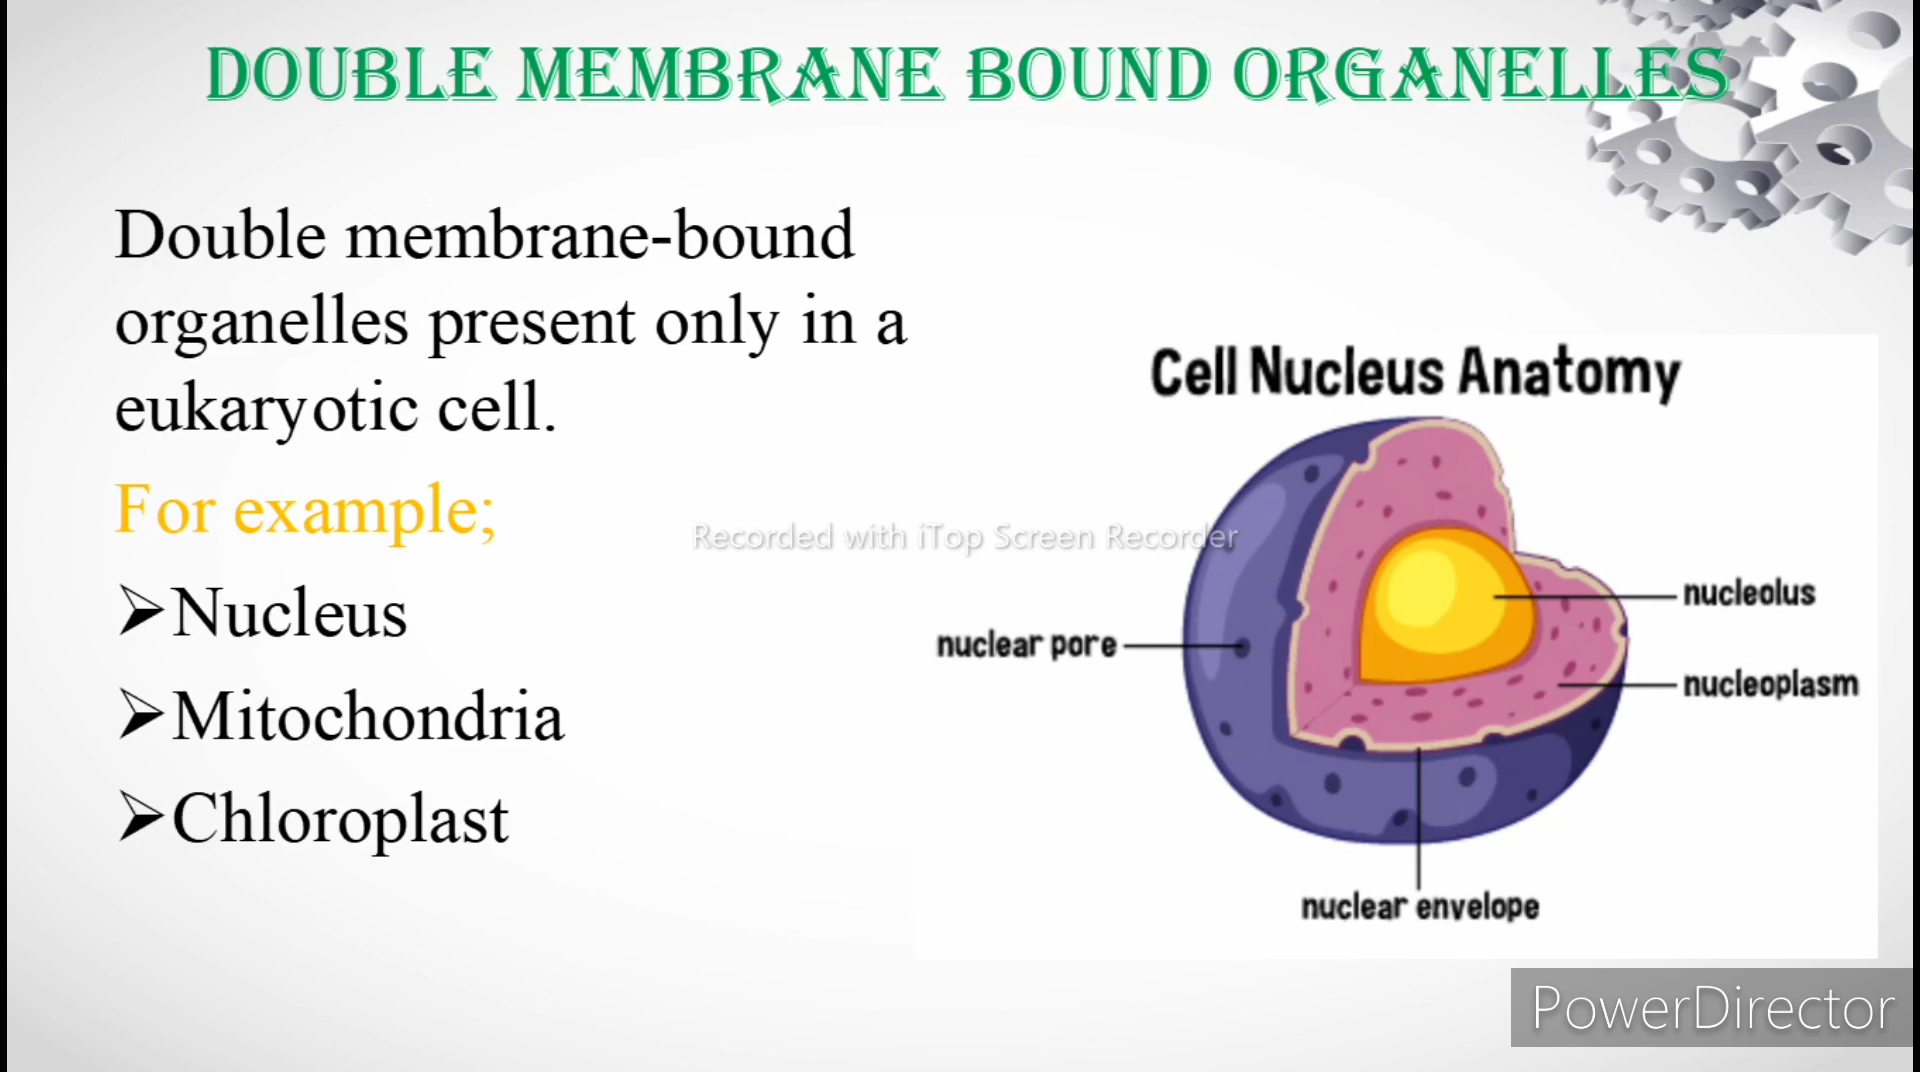 DOUBLE MEMBRANE BOUND ORGANELLES
Double membrane-bound
organelles present only in a
eukaryotic cell.
For example;
➢Nucleus
➢Mitochondria
➢Chloroplast
Recorded with iTop Screen Recorder
Cell Nucleus Anatomy
nucleolus
nuclear pore
nucleoplasm
nuclear envelope
PowerDirector